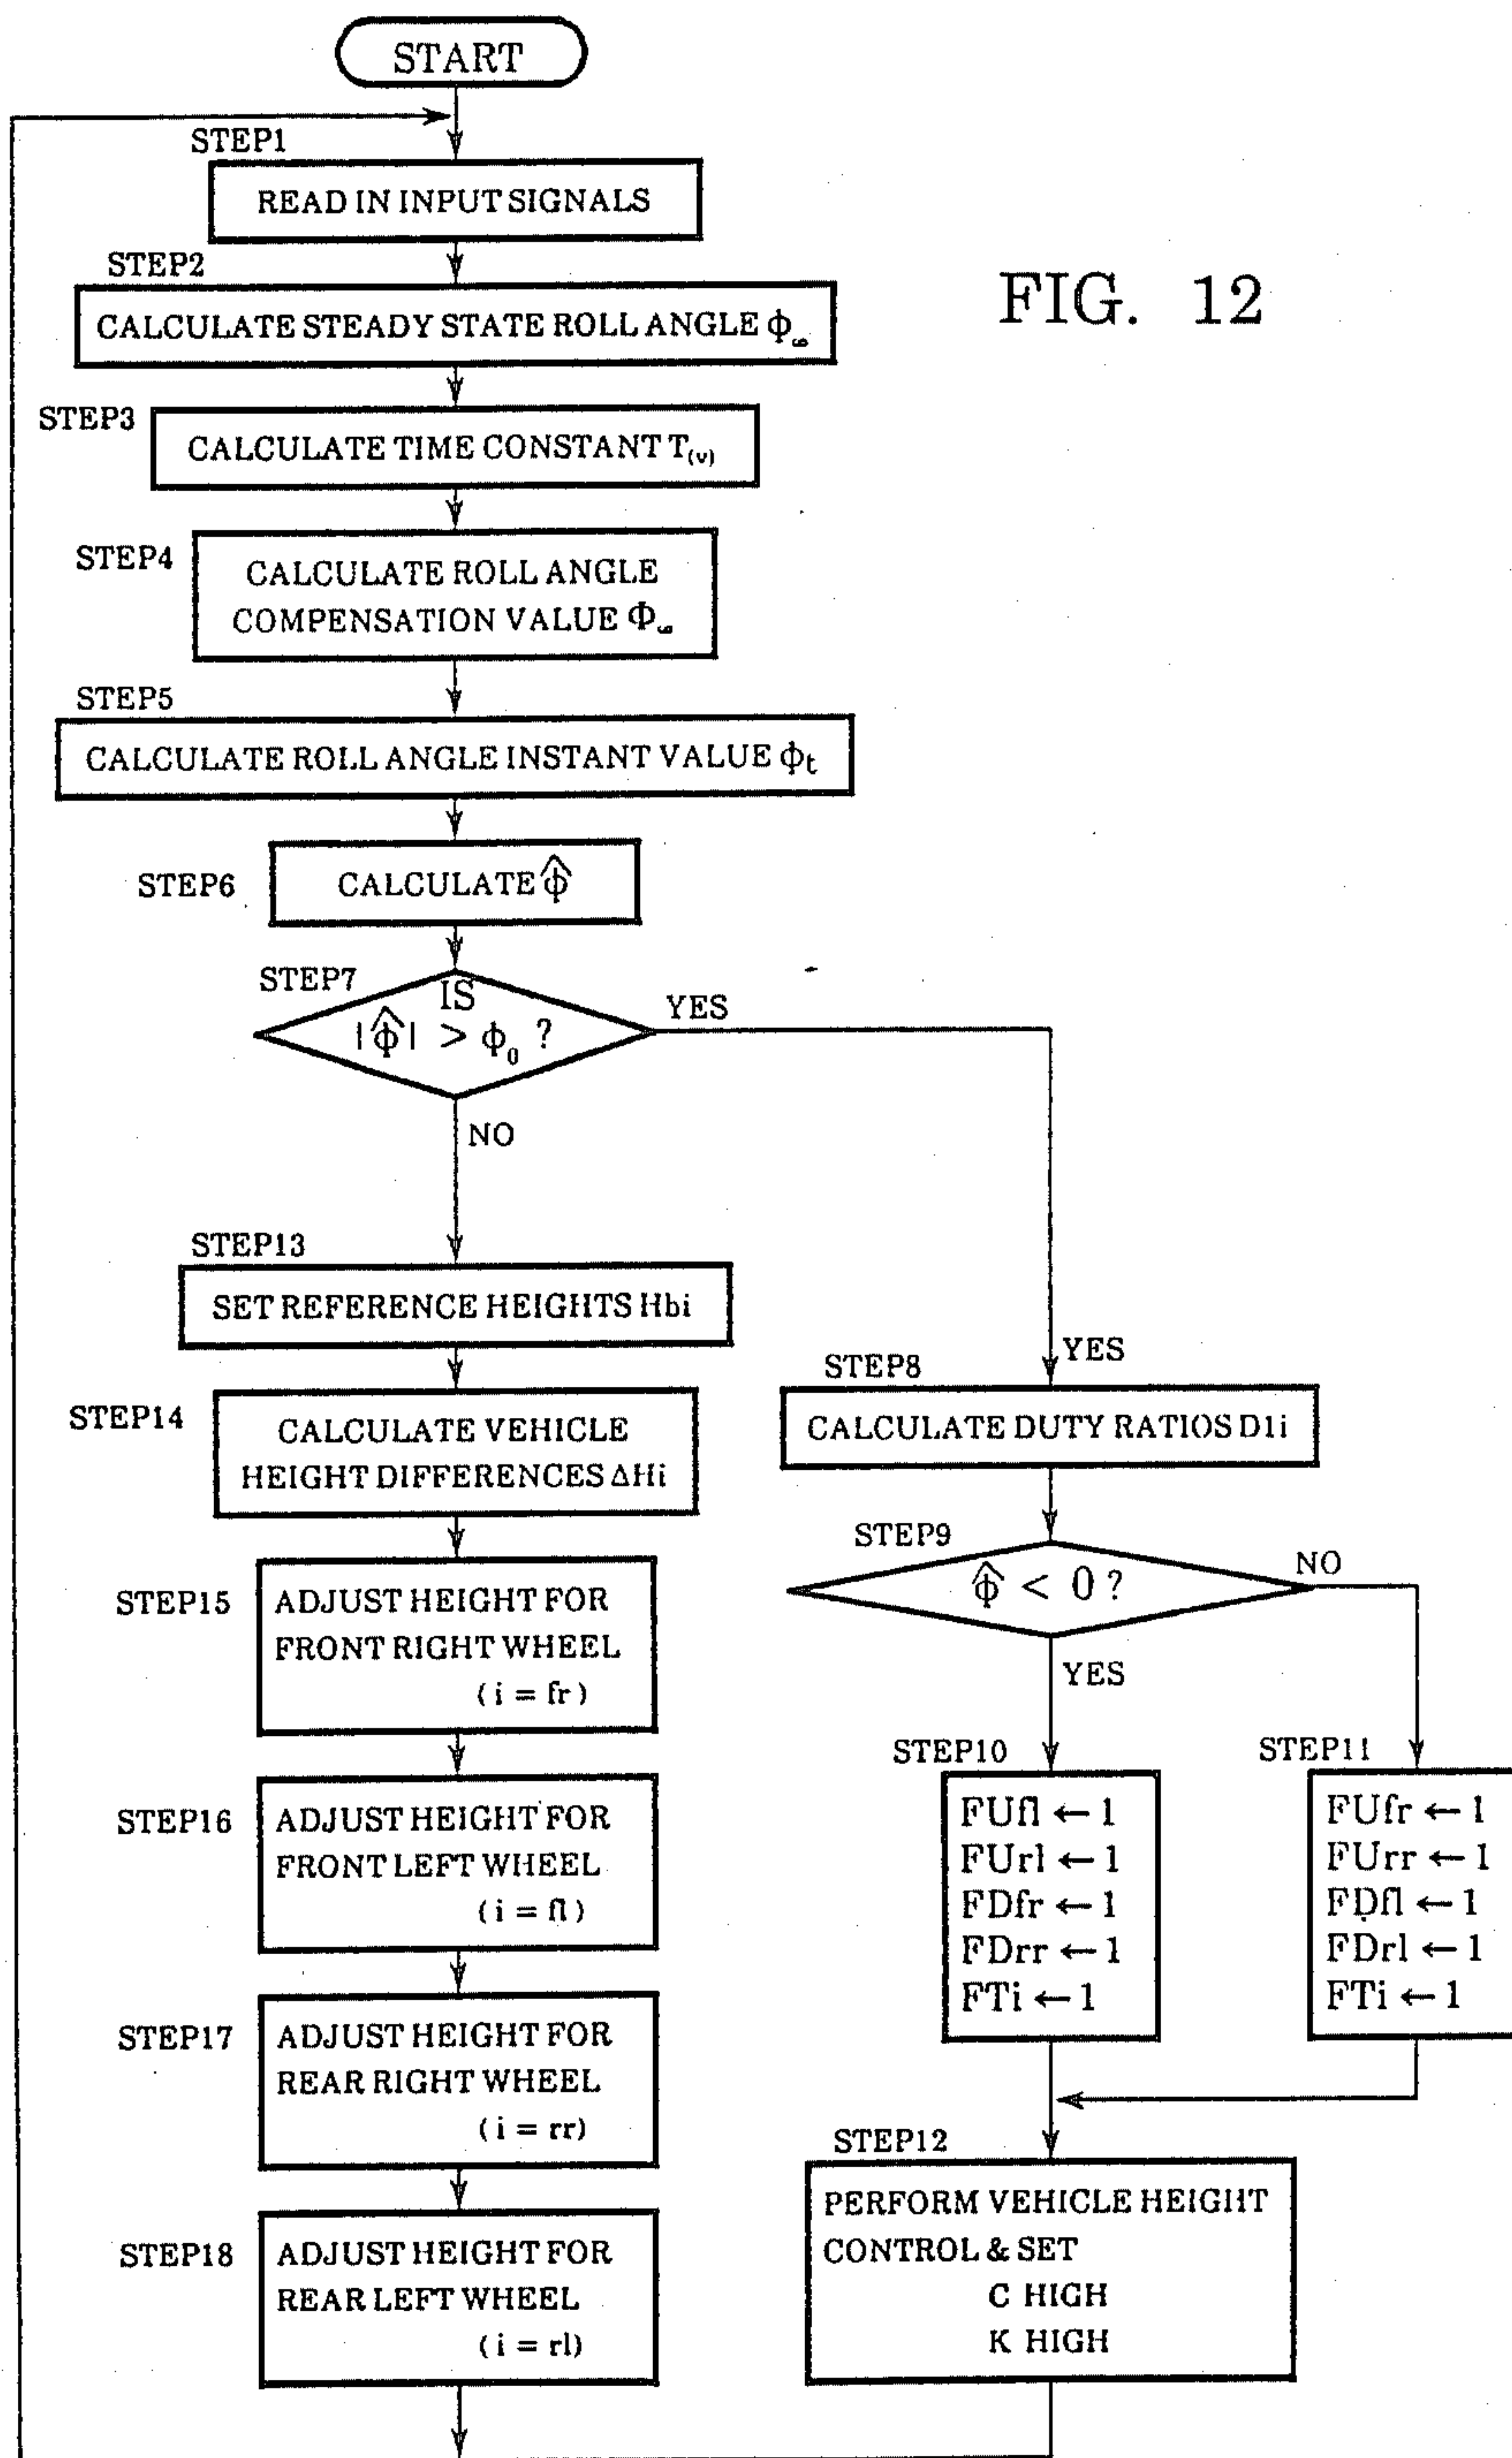 START
STEP1
READ IN INPUT SIGNALS
STEP2
CALCULATE STEADY STATE ROLL ANGLE ϕ∞
FIG. 12
STEP3
CALCULATE TIME CONSTANT T(v)
STEP4
CALCULATE ROLL ANGLE
COMPENSATION VALUE Φ∞
STEP5
CALCULATE ROLL ANGLE INSTANT VALUE ϕt
STEP6
CALCULATE ϕ̂
STEP7
IS
|ϕ̂| > ϕ0 ?
YES
NO
STEP13
SET REFERENCE HEIGHTS Hbi
STEP14
CALCULATE VEHICLE
HEIGHT DIFFERENCES ΔHi
STEP15
ADJUST HEIGHT FOR
FRONT RIGHT WHEEL
(i = fr)
STEP16
ADJUST HEIGHT FOR
FRONT LEFT WHEEL
(i = fl)
STEP17
ADJUST HEIGHT FOR
REAR RIGHT WHEEL
(i = rr)
STEP18
ADJUST HEIGHT FOR
REAR LEFT WHEEL
(i = rl)
YES
STEP8
CALCULATE DUTY RATIOS D1i
STEP9
ϕ̂ < 0 ?
NO
YES
STEP10
FUfl ← 1
FUrl ← 1
FDfr ← 1
FDrr ← 1
FTi ← 1
STEP11
FUfr ← 1
FUrr ← 1
FDfl ← 1
FDrl ← 1
FTi ← 1
STEP12
PERFORM VEHICLE HEIGHT
CONTROL & SET
C HIGH
K HIGH